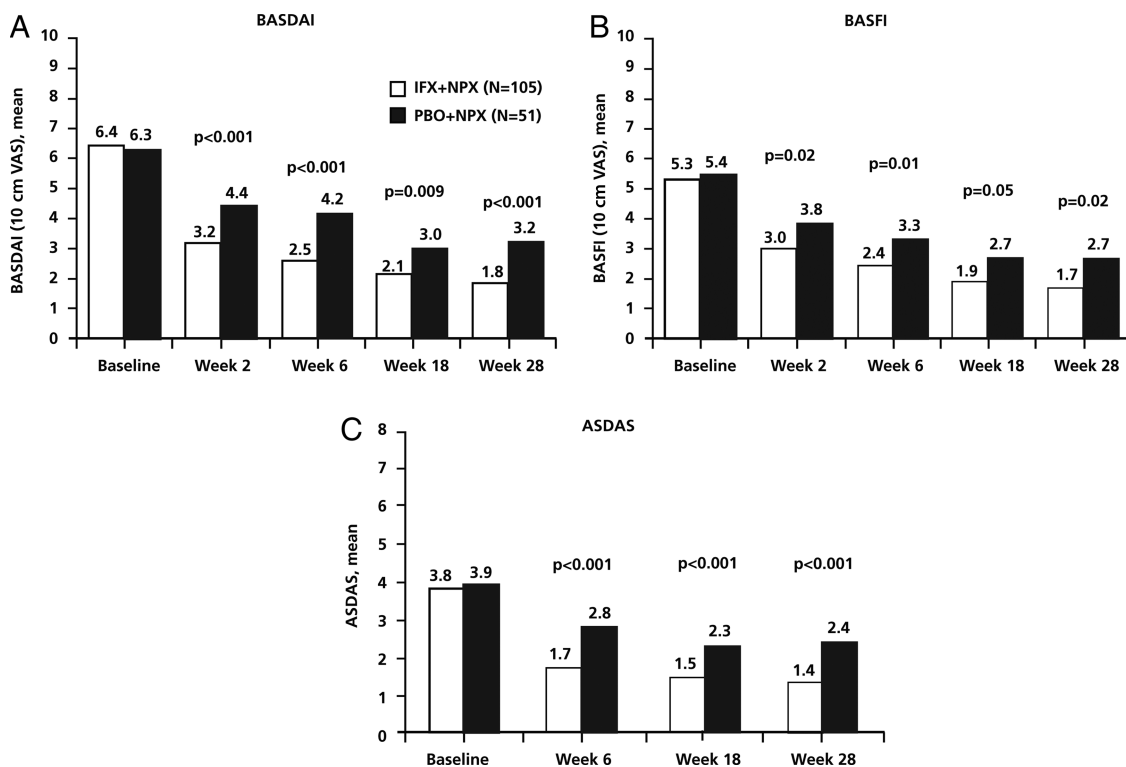 A
BASDAI
BASDAI (10 cm VAS), mean
10
9
8
7
6
5
4
3
2
1
0
IFX+NPX (N=105)
PBO+NPX (N=51)
6.4 6.3
p<0.001
3.2 4.4
p<0.001
2.5 4.2
p=0.009
2.1 3.0
p<0.001
1.8 3.2
Baseline Week 2 Week 6 Week 18 Week 28
B
BASFI
BASFI (10 cm VAS), mean
10
9
8
7
6
5
4
3
2
1
0
5.3 5.4
p=0.02
3.0 3.8
p=0.01
2.4 3.3
p=0.05
1.9 2.7
p=0.02
1.7 2.7
Baseline Week 2 Week 6 Week 18 Week 28
C
ASDAS
ASDAS, mean
8
7
6
5
4
3
2
1
0
3.8 3.9
p<0.001
1.7 2.8
p<0.001
1.5 2.3
p<0.001
1.4 2.4
Baseline Week 6 Week 18 Week 28